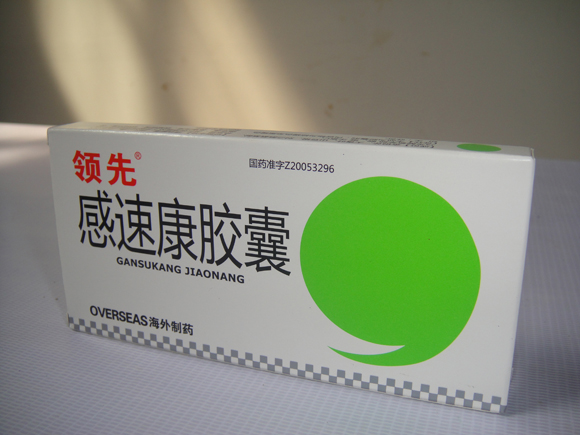 领先®
国药准字Z20053296
感速康胶囊
GANSUKANG JIAONANG
OVERSEAS海外制药